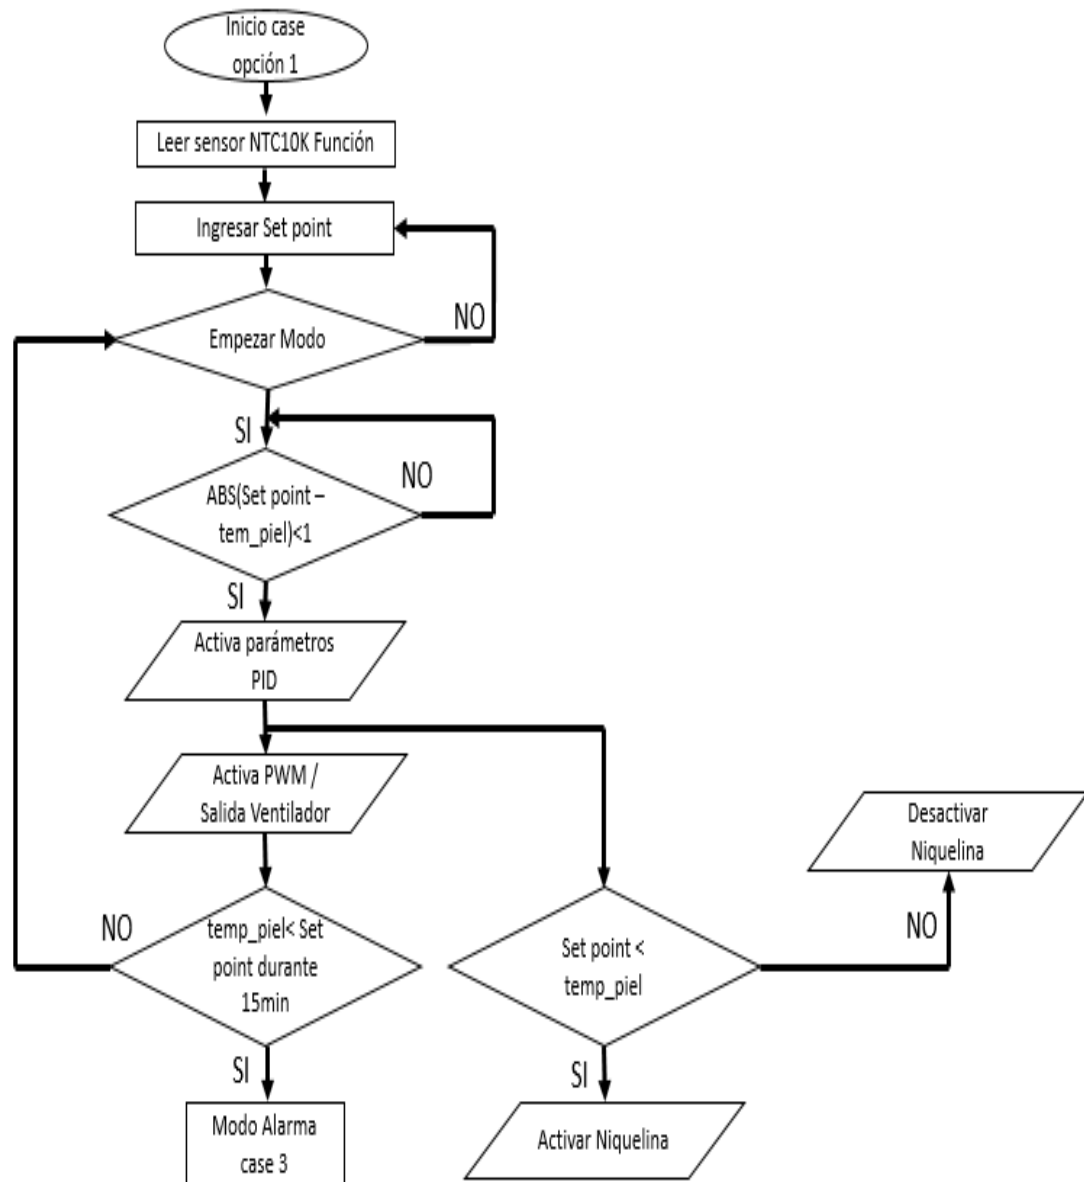 Inicio case
opción 1
Leer sensor NTC10K Función
Ingresar Set point
Empezar Modo
NO
SI
ABS(Set point –
tem_piel)<1
NO
SI
Activa parámetros
PID
Activa PWM /
Salida Ventilador
Desactivar
Niquelina
NO
temp_piel< Set
point durante
15min
Set point <
temp_piel
NO
SI
SI
Modo Alarma
case 3
Activar Niquelina